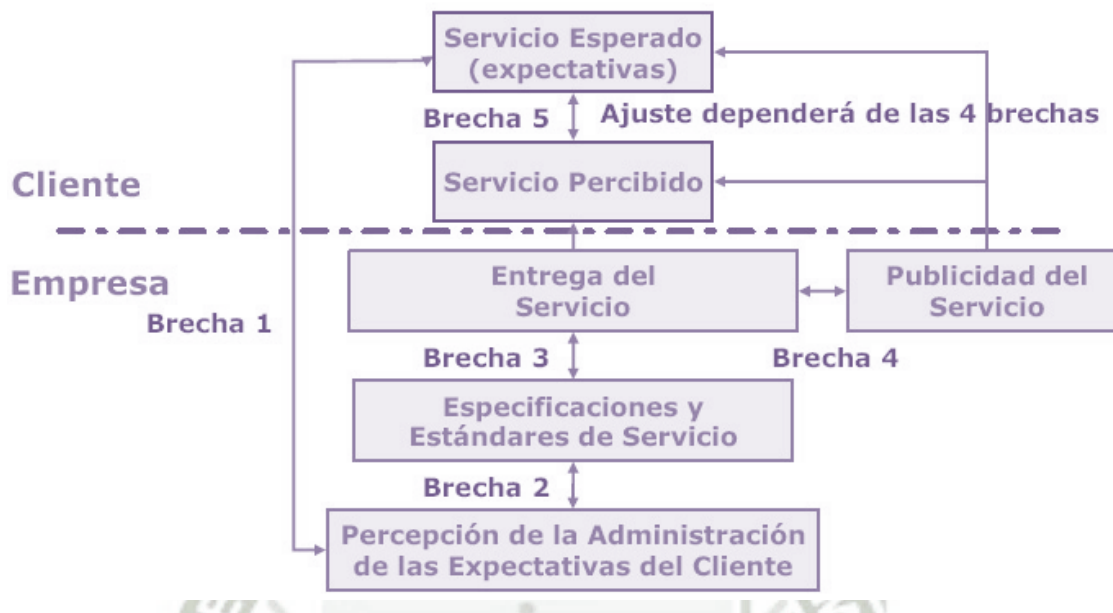 Servicio Esperado
(expectativas)
Brecha 5
Ajuste dependerá de las 4 brechas
Cliente
Servicio Percibido
Empresa
Entrega del
Servicio
Publicidad del
Servicio
Brecha 1
Brecha 3
Brecha 4
Especificaciones y
Estándares de Servicio
Brecha 2
Percepción de la Administración
de las Expectativas del Cliente